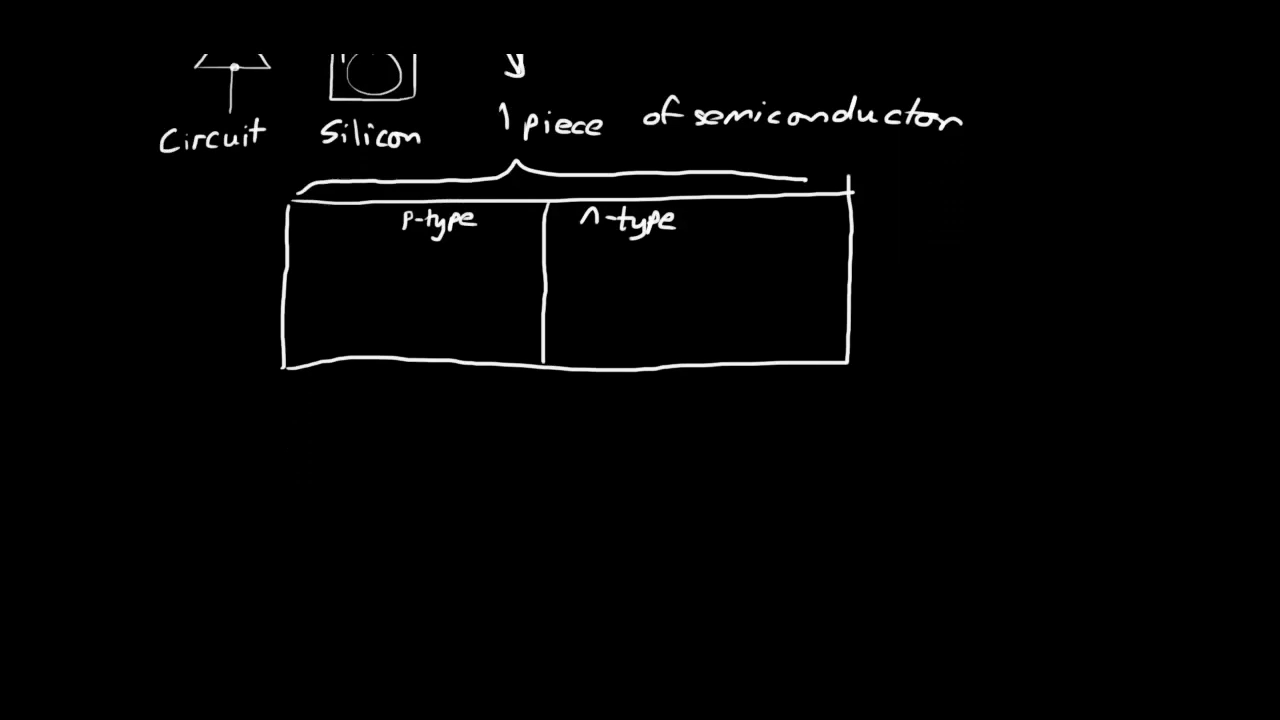 y
1 piece of semiconductor
Circuit Silicon
P-type n-type